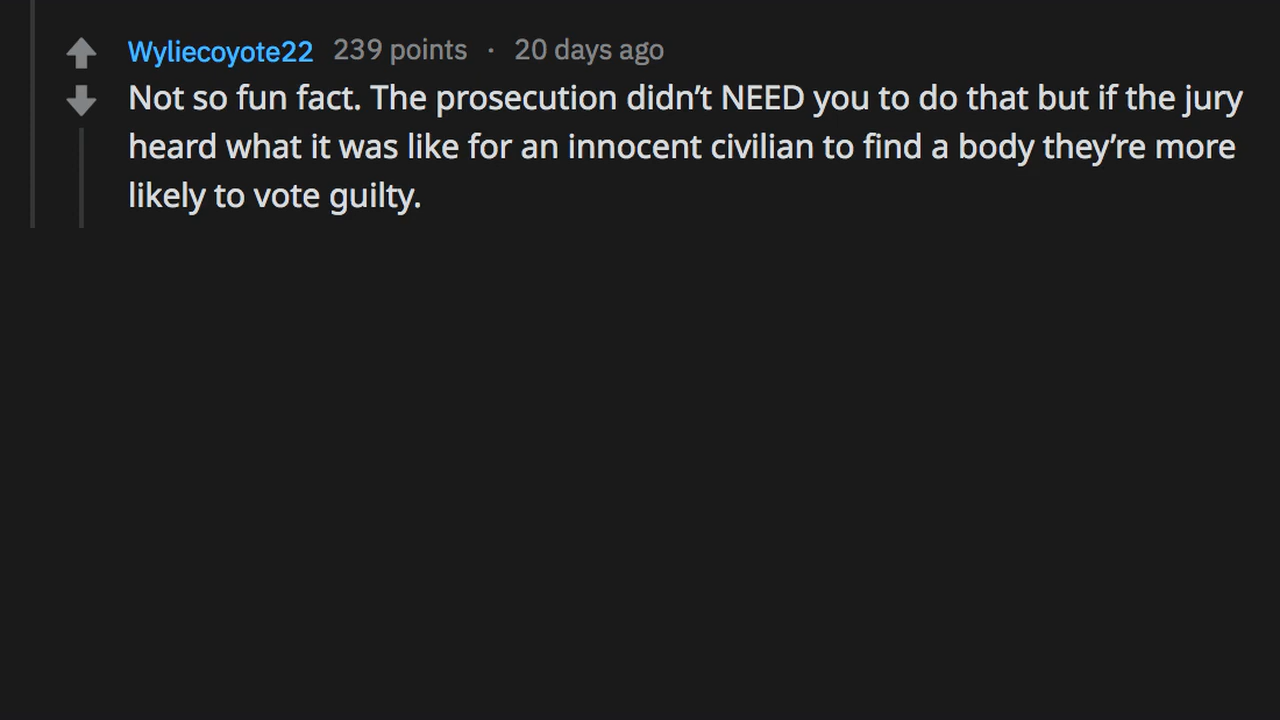 Wyliecoyote22 239 points · 20 days ago
Not so fun fact. The prosecution didn’t NEED you to do that but if the jury
heard what it was like for an innocent civilian to find a body they’re more
likely to vote guilty.